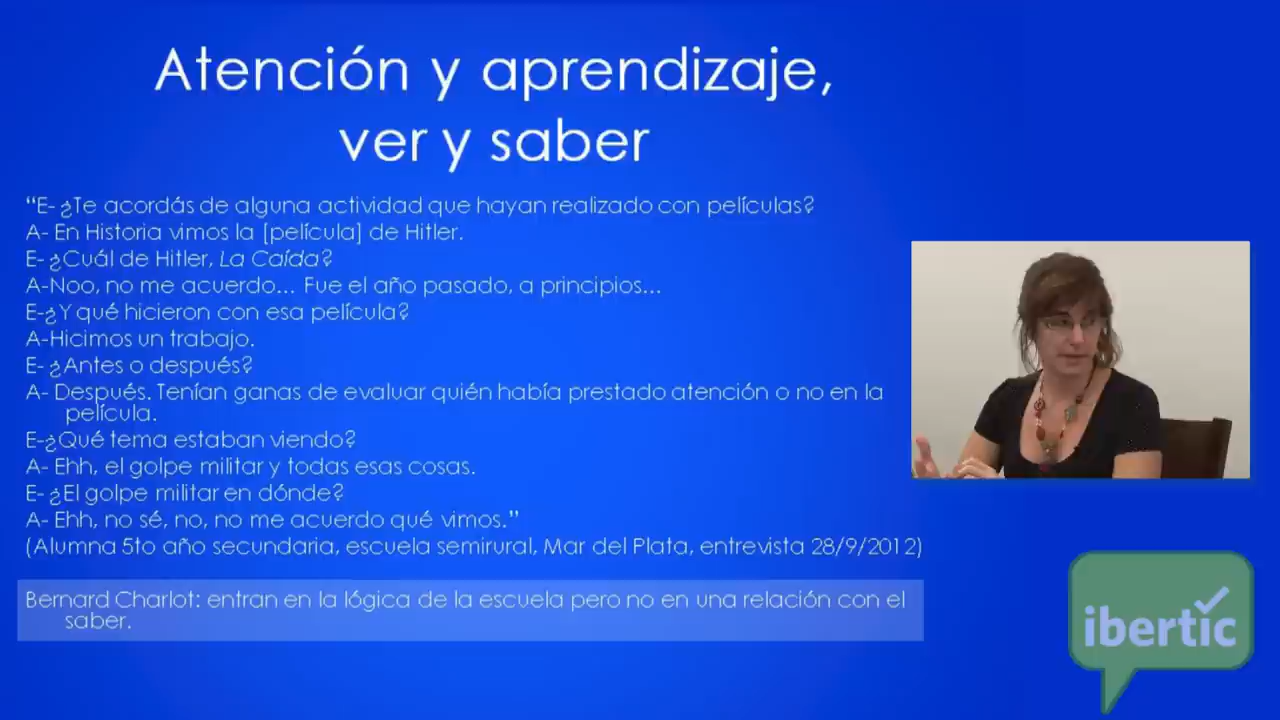 Atención y aprendizaje,
ver y saber
“E- ¿Te acordás de alguna actividad que hayan realizado con películas?
A- En Historia vimos la [película] de Hitler.
E- ¿Cuál de Hitler, La Caída?
A-Noo, no me acuerdo... Fue el año pasado, a principios...
E-¿Y qué hicieron con esa película?
A-Hicimos un trabajo.
E- ¿Antes o después?
A- Después. Tenían ganas de evaluar quién había prestado atención o no en la
película.
E-¿Qué tema estaban viendo?
A- Ehh, el golpe militar y todas esas cosas.
E- ¿El golpe militar en dónde?
A- Ehh, no sé, no, no me acuerdo qué vimos.”
(Alumna 5to año secundaria, escuela semirural, Mar del Plata, entrevista 28/9/2012)
Bernard Charlot: entran en la lógica de la escuela pero no en una relación con el
saber.
ibertic